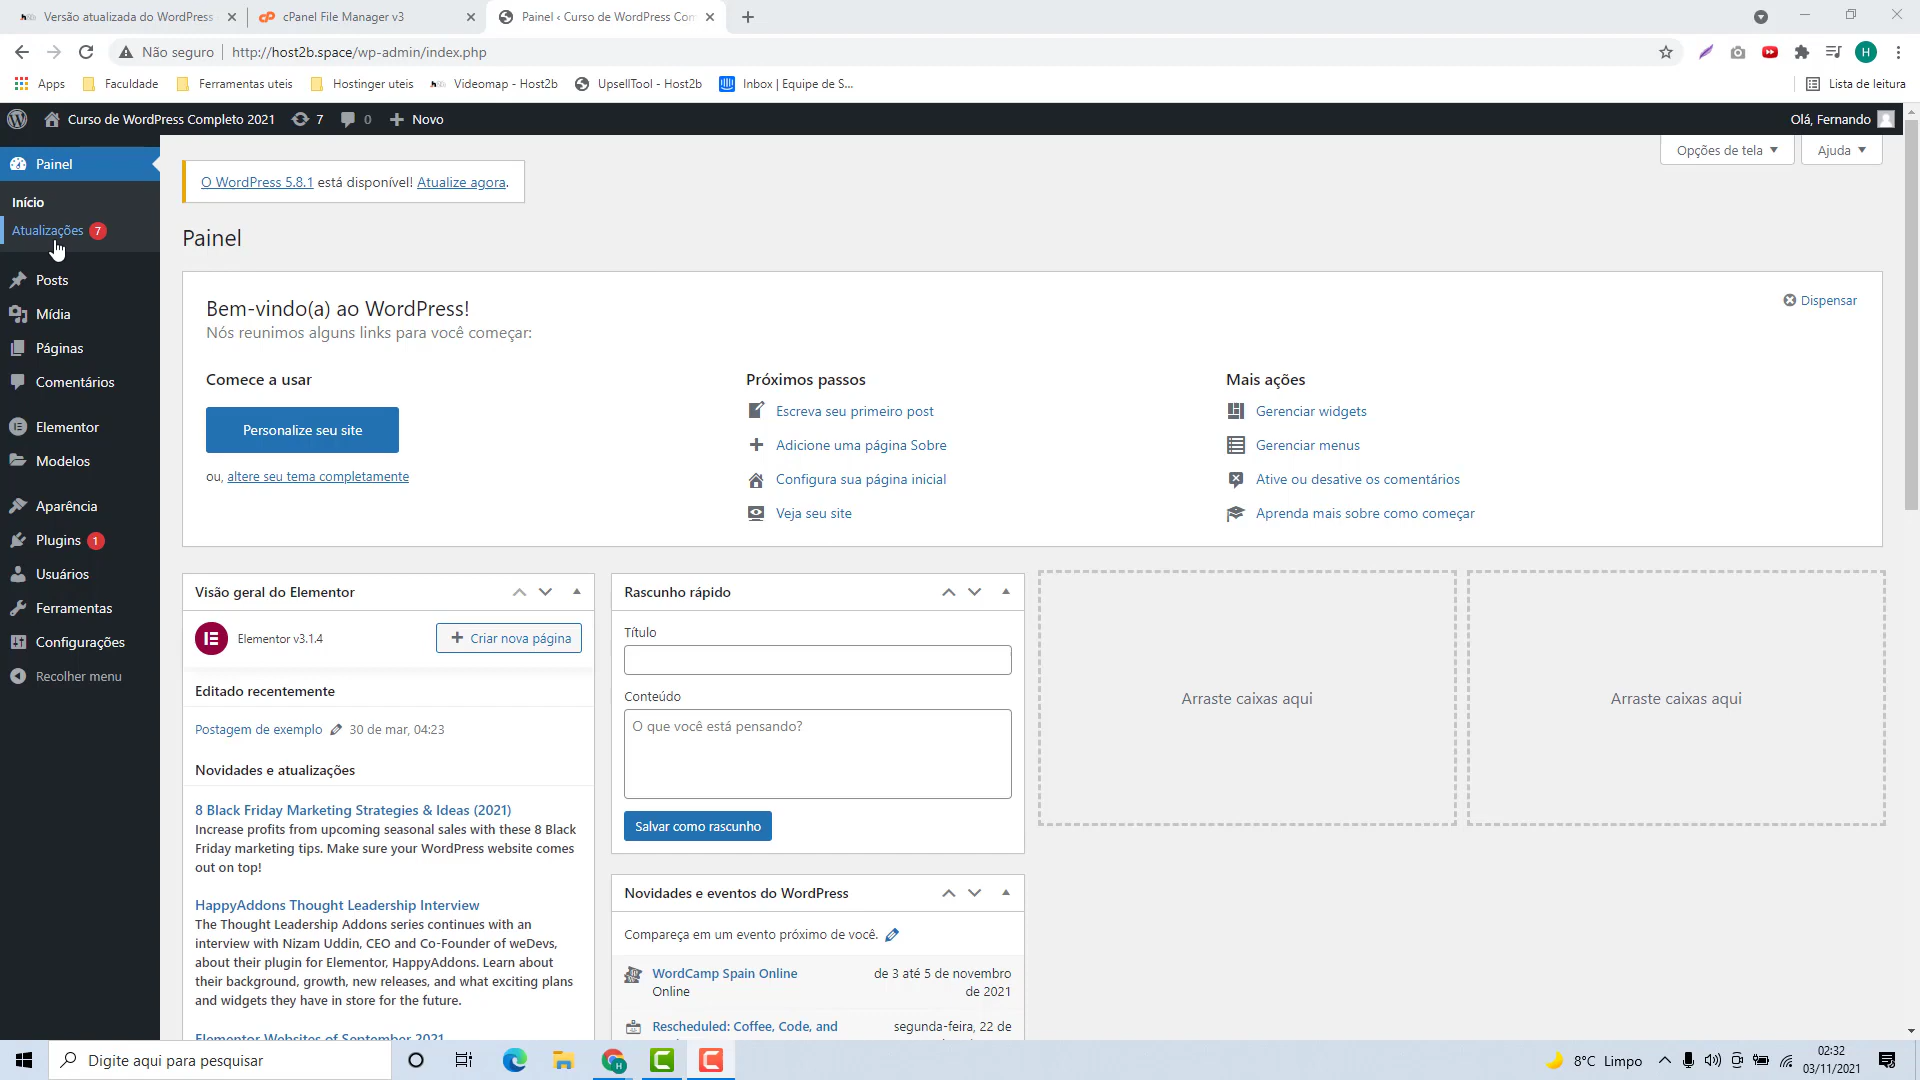 Versão atualizada do WordPress
cPanel File Manager v3
Painel ‹ Curso de WordPress Com
Não seguro
http://host2b.space/wp-admin/index.php
H
Apps
Faculdade
Ferramentas uteis
Hostinger uteis
Videomap - Host2b
UpsellTool - Host2b
Inbox | Equipe de S...
Lista de leitura
Curso de WordPress Completo 2021
7
0
Novo
Olá, Fernando
Painel
Início
Atualizações 7
Posts
Mídia
Páginas
Comentários
Elementor
Modelos
Aparência
Plugins 1
Usuários
Ferramentas
Configurações
Recolher menu
Opções de tela
Ajuda
O WordPress 5.8.1 está disponível! Atualize agora.
Painel
Bem-vindo(a) ao WordPress!
Nós reunimos alguns links para você começar:
Dispensar
Comece a usar
Personalize seu site
ou, altere seu tema completamente
Próximos passos
Escreva seu primeiro post
Adicione uma página Sobre
Configura sua página inicial
Veja seu site
Mais ações
Gerenciar widgets
Gerenciar menus
Ative ou desative os comentários
Aprenda mais sobre como começar
Visão geral do Elementor
Elementor v3.1.4
Criar nova página
Editado recentemente
Postagem de exemplo
30 de mar, 04:23
Novidades e atualizações
8 Black Friday Marketing Strategies & Ideas (2021)
Increase profits from upcoming seasonal sales with these 8 Black
Friday marketing tips. Make sure your WordPress website comes
out on top!
HappyAddons Thought Leadership Interview
The Thought Leadership Addons series continues with an
interview with Nizam Uddin, CEO and Co-Founder of weDevs,
about their plugin for Elementor, HappyAddons. Learn about
their background, growth, new releases, and what exciting plans
and widgets they have in store for the future.
Elementor Websites of September 2021
Rascunho rápido
Título
Conteúdo
O que você está pensando?
Salvar como rascunho
Novidades e eventos do WordPress
Compareça em um evento próximo de você.
WordCamp Spain Online
Online
de 3 até 5 de novembro
de 2021
Rescheduled: Coffee, Code, and
segunda-feira, 22 de
Arraste caixas aqui
Arraste caixas aqui
Digite aqui para pesquisar
8°C Limpo
02:32
03/11/2021